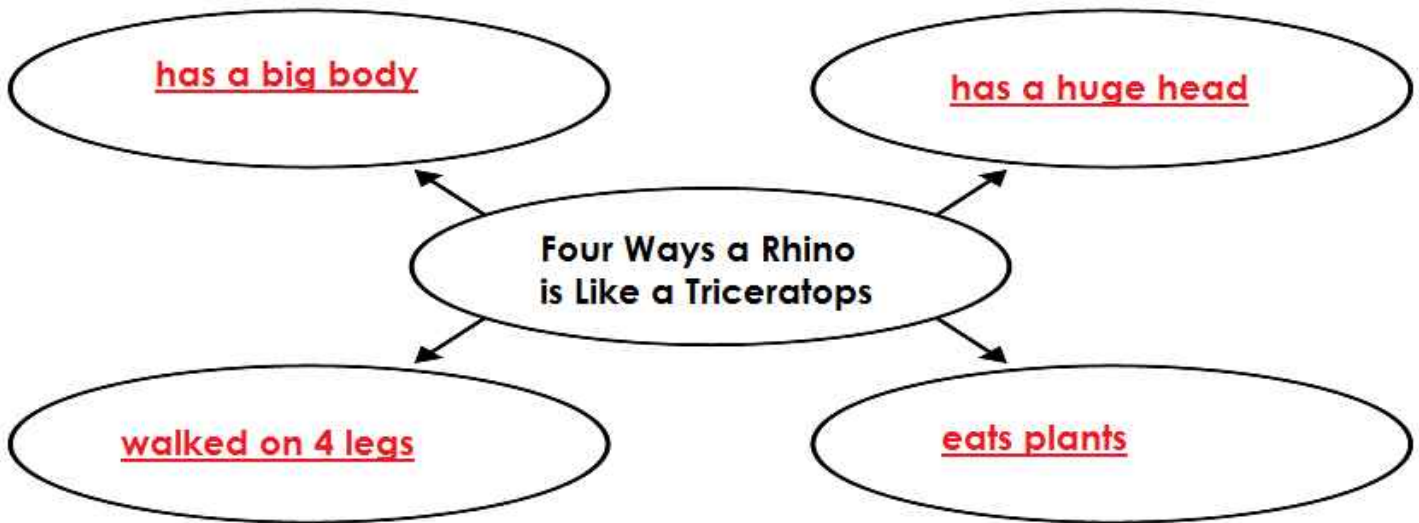 has a big body
has a huge head
Four Ways a Rhino
is Like a Triceratops
walked on 4 legs
eats plants